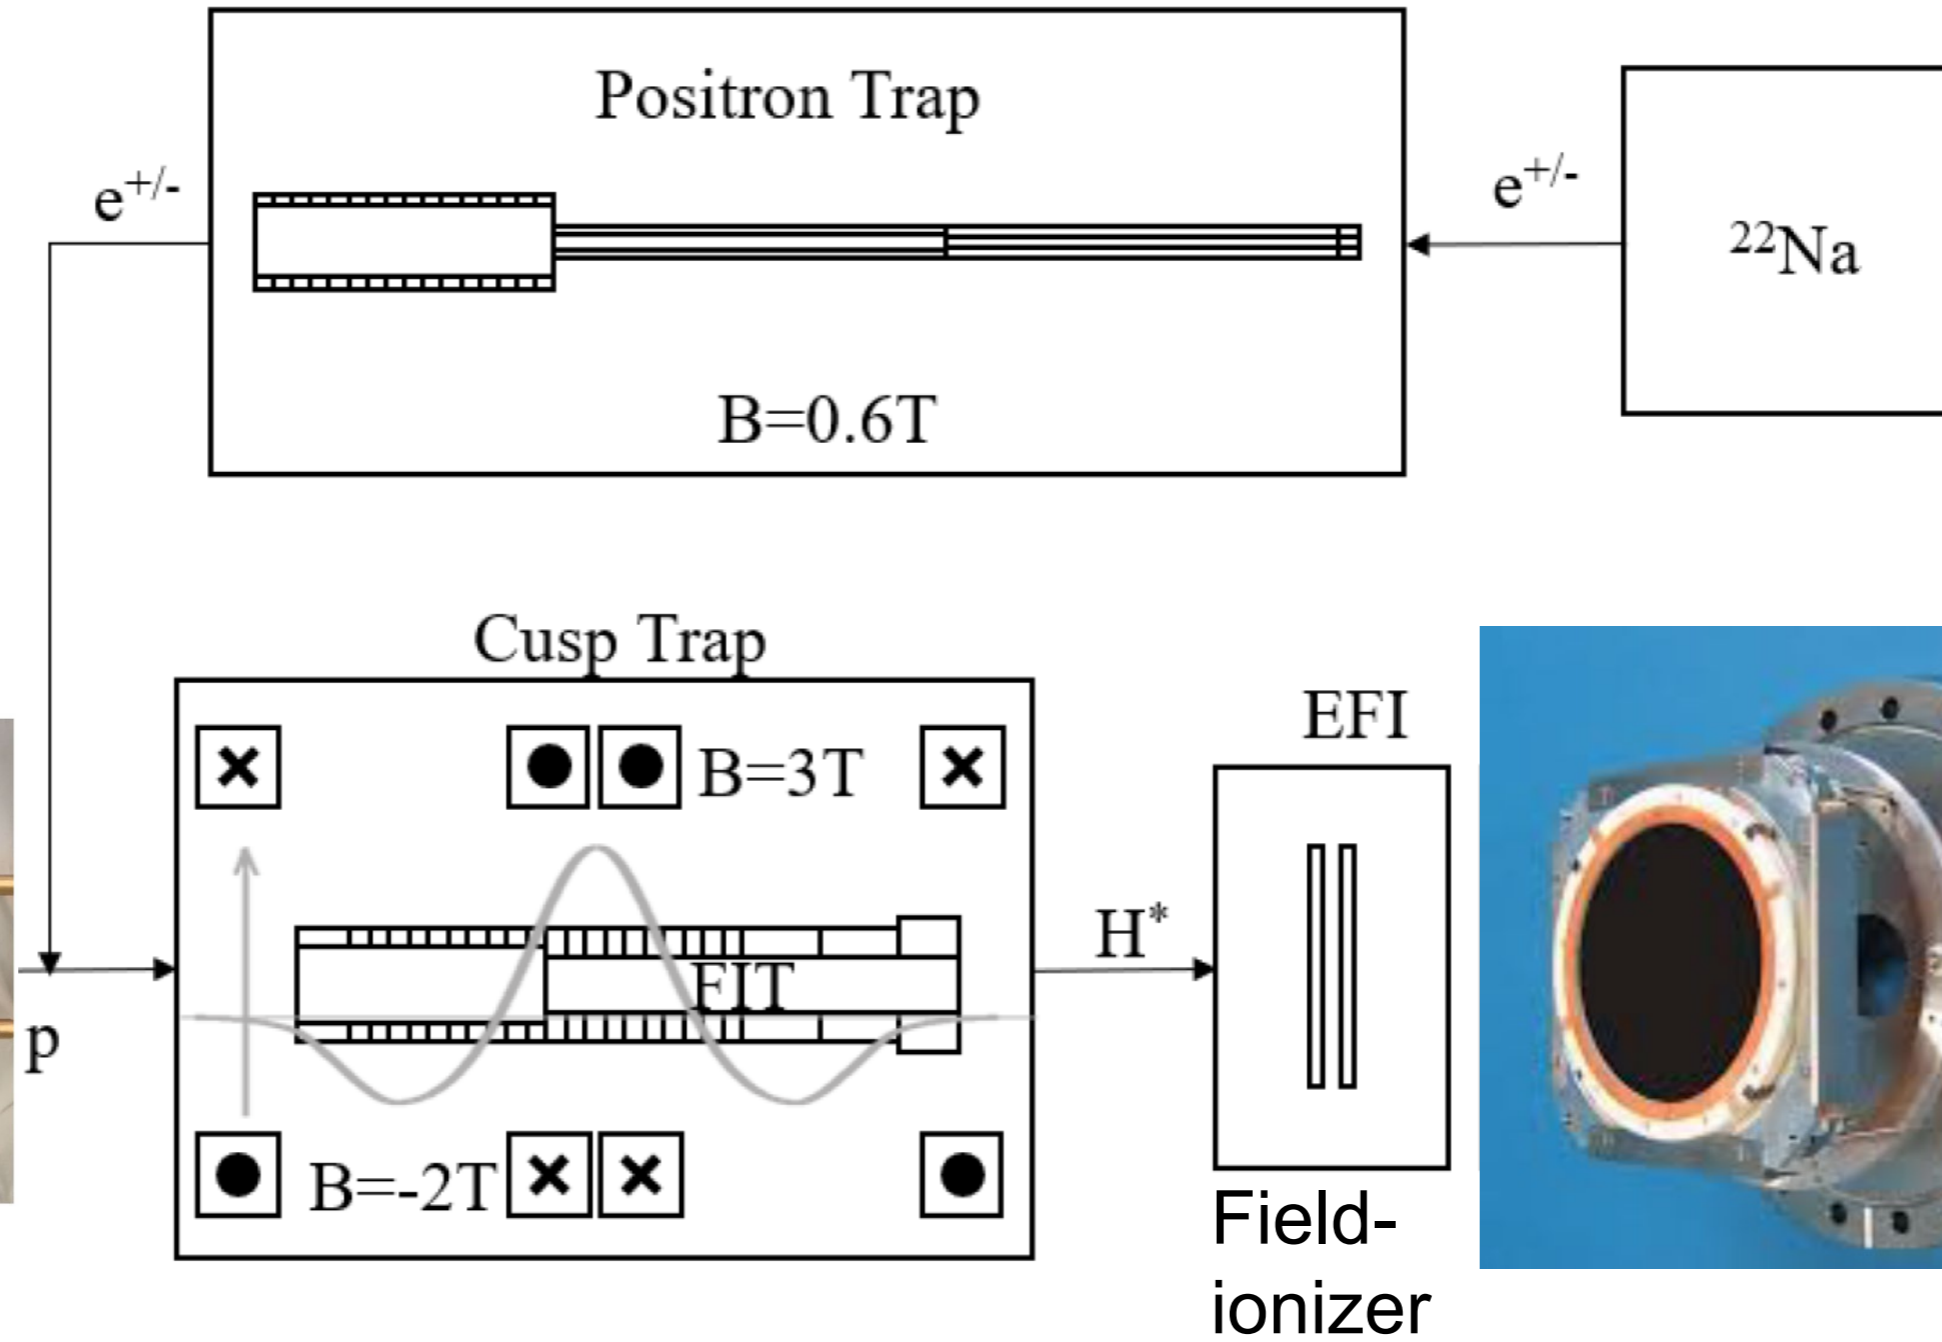 Positron Trap
e+/-
e+/-
22Na
B=0.6T
Cusp Trap
EFI
B=3T
H*
FIT
p
B=-2T
Field-
ionizer